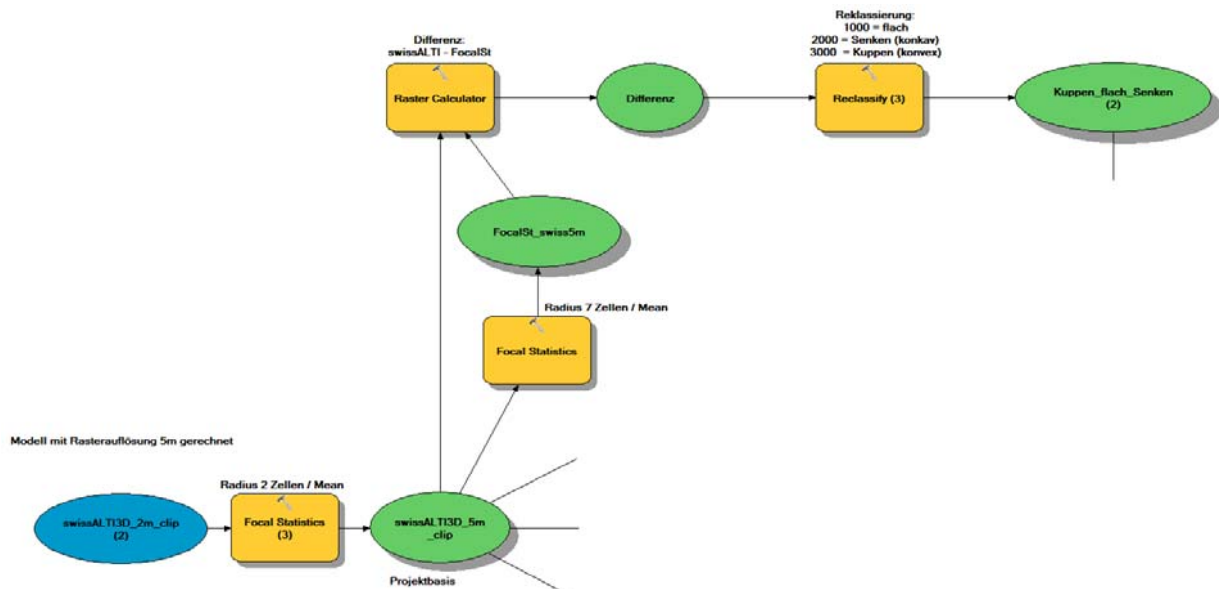 Reklassierung:
1000 = flach
2000 = Senken (konkav)
3000 = Kuppen (konvex)
Differenz:
swissALTI - FocalSt
Raster Calculator
Differenz
Reclassify (3)
Kuppen_flach_Senken
(2)
FocalSt_swiss5m
Radius 7 Zellen / Mean
Focal Statistics
Modell mit Rasterauflösung 5m gerechnet
Radius 2 Zellen / Mean
swissALTI3D_2m_clip
(2)
Focal Statistics
(3)
swissALTI3D_5m
_clip
Projektbasis